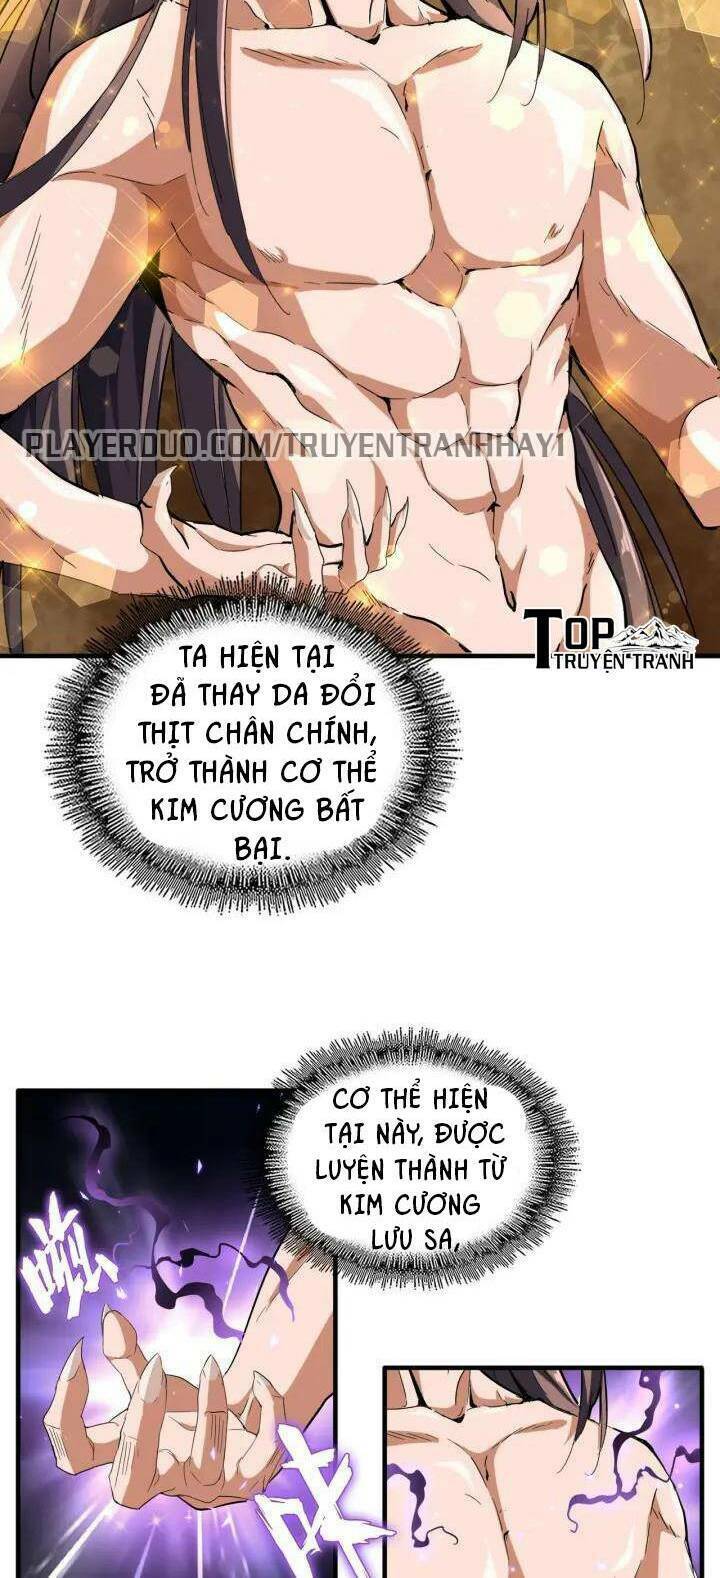 PLAYERDUO.COM/TRUYENTRANHHAY1
TOP
TRUYỆN TRANH
TA HIỆN TẠI
ĐÃ THAY DA ĐỔI
THỊT CHÂN CHÍNH,
TRỞ THÀNH CƠ THỂ
KIM CƯƠNG BẤT
BẠI.
CƠ THỂ HIỆN
TẠI NÀY, ĐƯỢC
LUYỆN THÀNH TỪ
KIM CƯƠNG
LƯU SA,